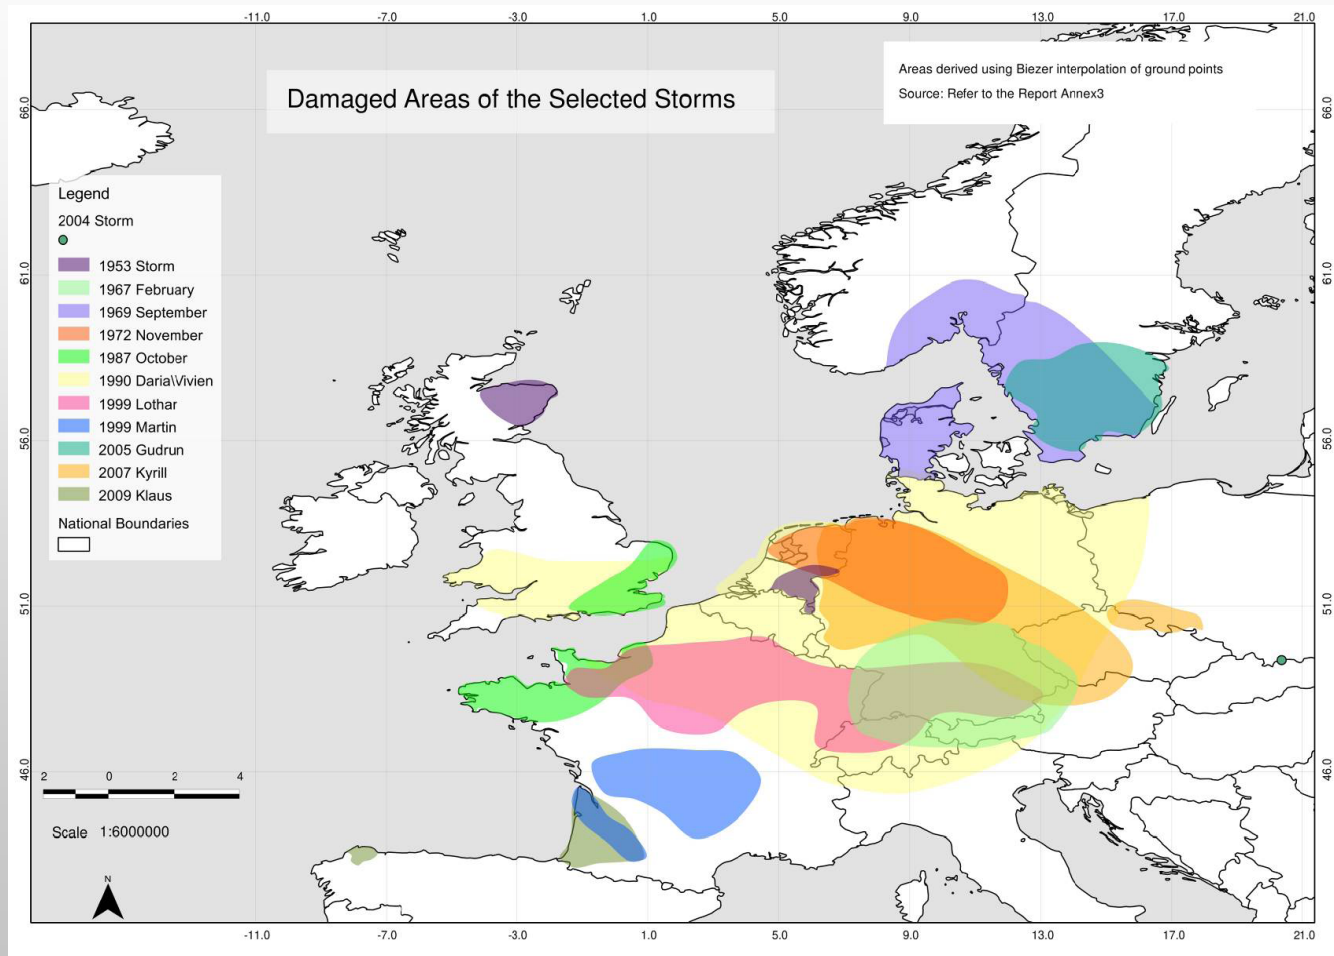 -11.0 -7.0 -3.0 1.0 5.0 9.0 13.0 17.0 21.0
Damaged Areas of the Selected Storms
Areas derived using Biezer interpolation of ground points
Source: Refer to the Report Annex3
66.0 66.0
Legend
2004 Storm
1953 Storm
1967 February
1969 September
1972 November
1987 October
1990 Daria\Vivien
1999 Lothar
1999 Martin
2005 Gudrun
2007 Kyrill
2009 Klaus
National Boundaries
61.0 61.0
56.0 56.0
51.0 51.0
46.0 46.0
2 0 2 4
Scale 1:6000000
N
-11.0 -7.0 -3.0 1.0 5.0 9.0 13.0 17.0 21.0